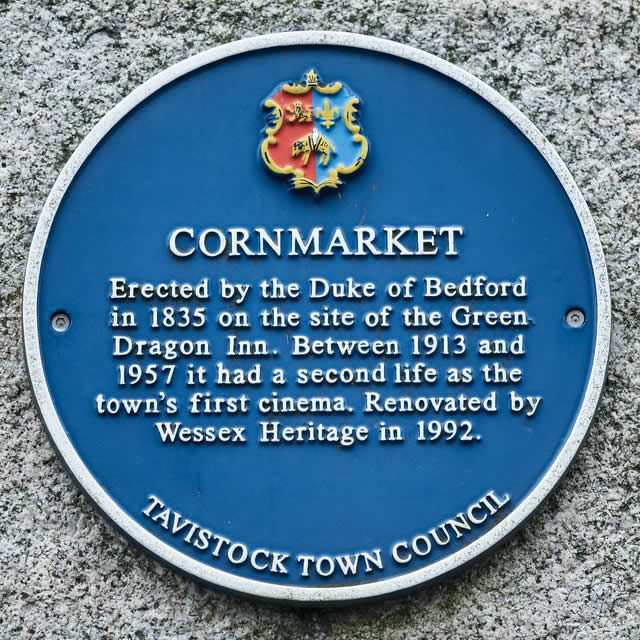 CORNMARKET
Erected by the Duke of Bedford
in 1835 on the site of the Green
Dragon Inn. Between 1913 and
1957 it had a second life as the
town's first cinema. Renovated by
Wessex Heritage in 1992.
TAVISTOCK TOWN COUNCIL